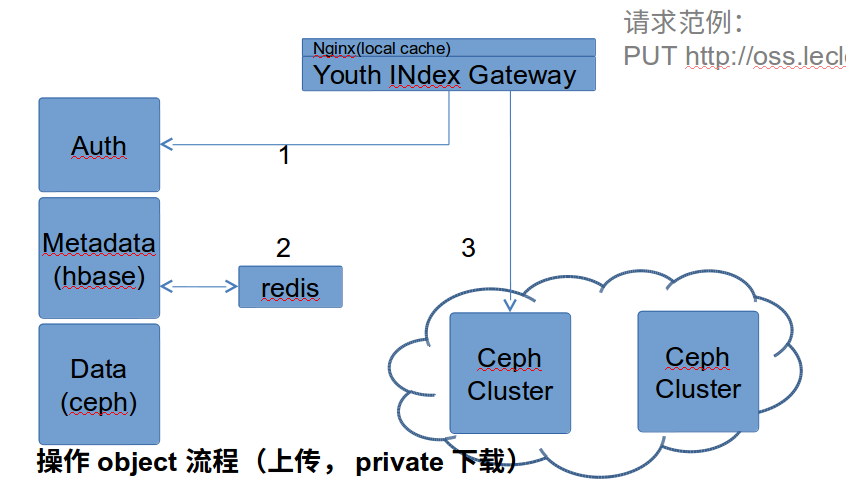 请求范例：
PUT http://oss.lecl
Nginx(local cache)
Youth INdex Gateway
Auth
1
Metadata
(hbase)
2
redis
3
Data
(ceph)
Ceph
Cluster
Ceph
Cluster
操作 object 流程（上传， private 下载）